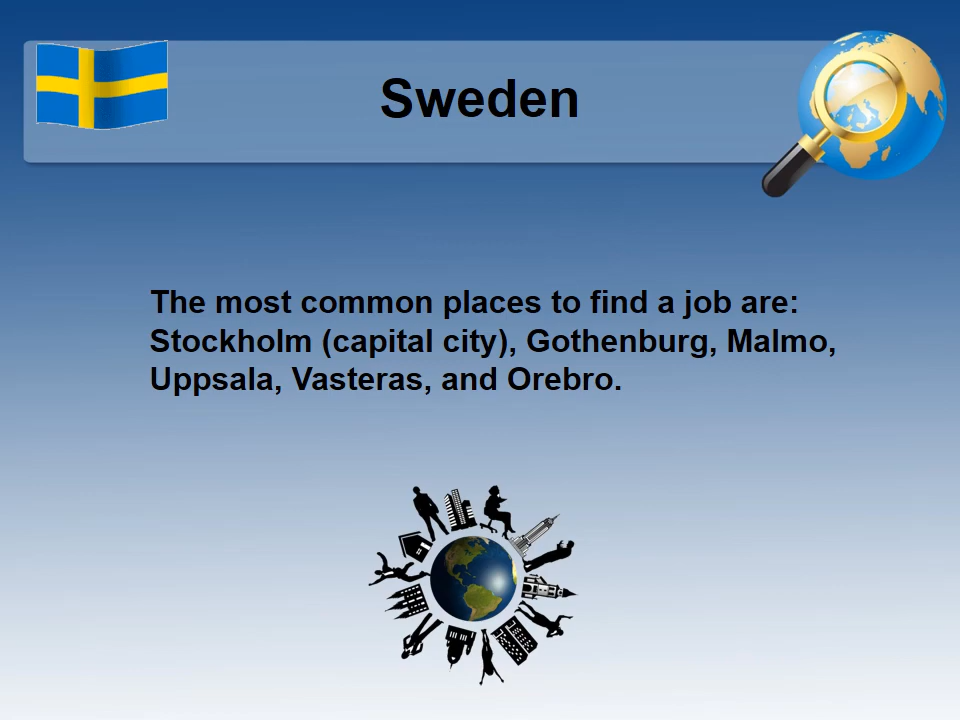 Sweden
The most common places to find a job are:
Stockholm (capital city), Gothenburg, Malmo,
Uppsala, Vasteras, and Orebro.